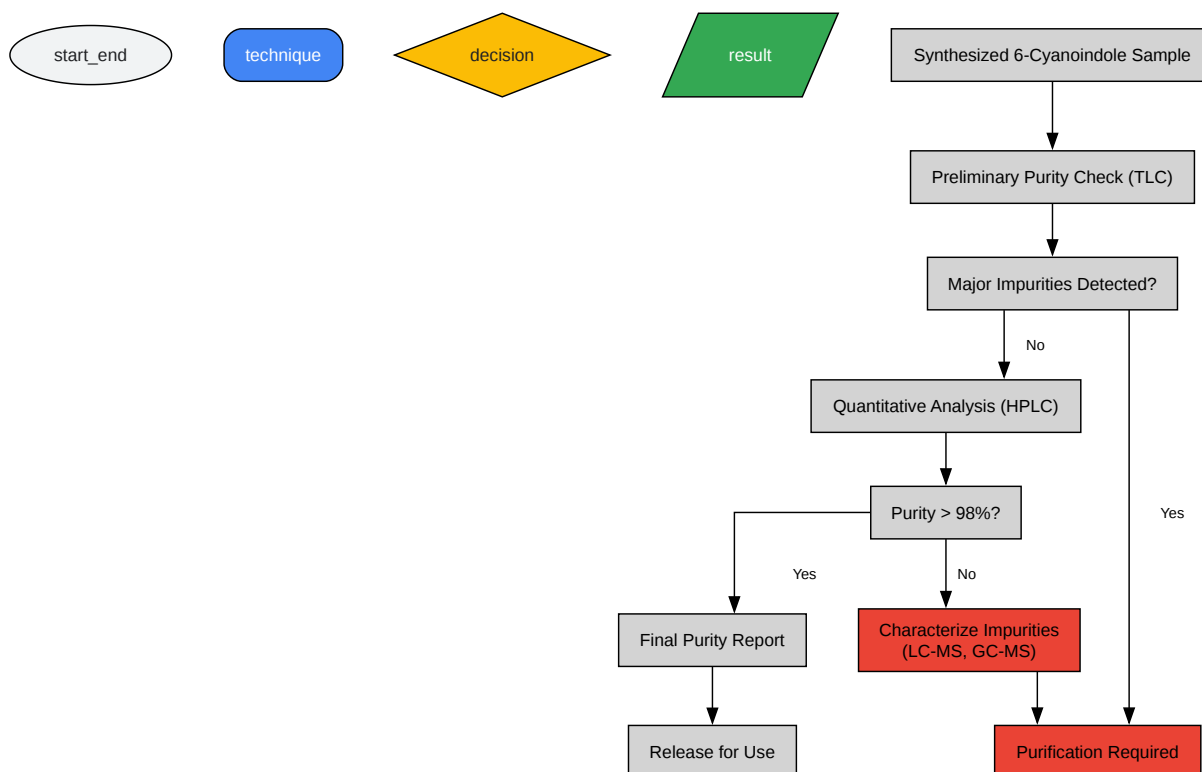 start_end
technique
decision
result
Synthesized 6-Cyanoindole Sample
Preliminary Purity Check (TLC)
Major Impurities Detected?
No
Quantitative Analysis (HPLC)
Purity > 98%?
Yes
Yes
No
Final Purity Report
Characterize Impurities
(LC-MS, GC-MS)
Release for Use
Purification Required